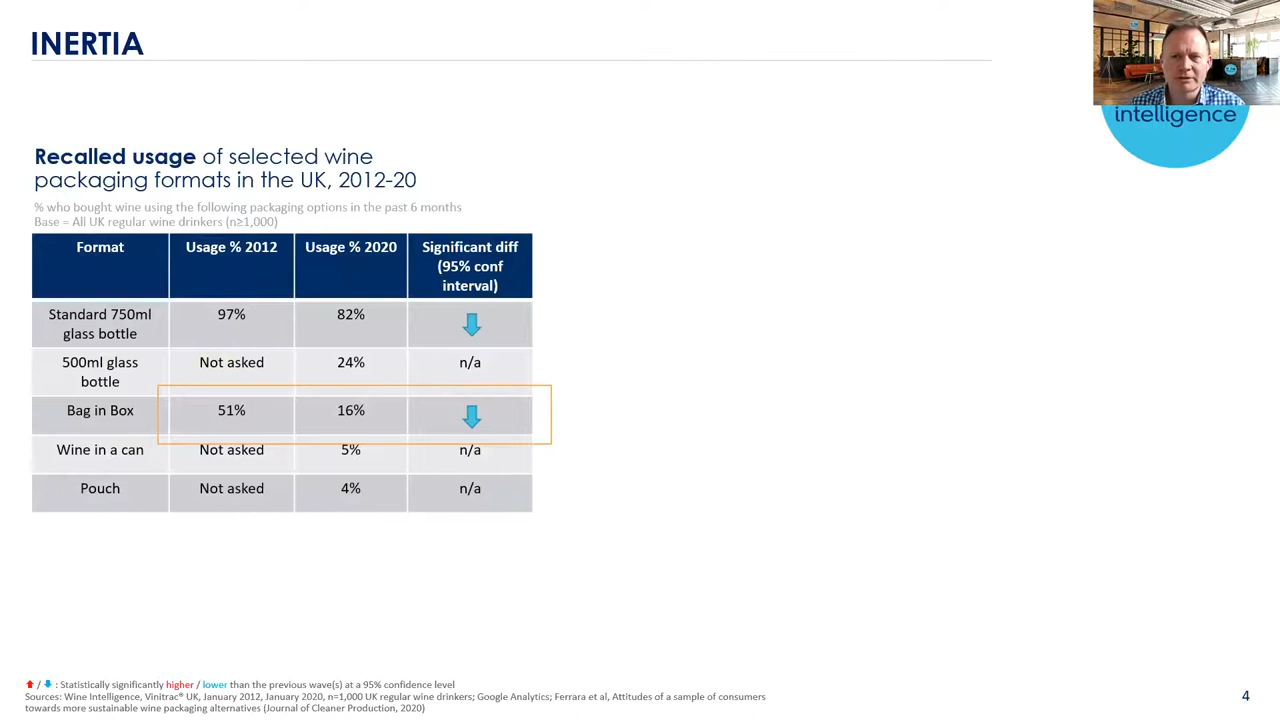 INERTIA
intelligence
Recalled usage of selected wine
packaging formats in the UK, 2012-20
% who bought wine using the following packaging options in the past 6 months
Base = All UK regular wine drinkers (n≥1,000)
Format Usage % 2012 Usage % 2020 Significant diff
(95% conf
interval)
Standard 750ml 97% 82%
glass bottle
500ml glass Not asked 24% n/a
bottle
Bag in Box 51% 16%
Wine in a can Not asked 5% n/a
Pouch Not asked 4% n/a
/ : Statistically significantly higher / lower than the previous wave(s) at a 95% confidence level
Sources: Wine Intelligence, Vinitrac® UK, January 2012, January 2020, n=1,000 UK regular wine drinkers; Google Analytics; Ferrara et al, Attitudes of a sample of consumers
towards more sustainable wine packaging alternatives (Journal of Cleaner Production, 2020)
4